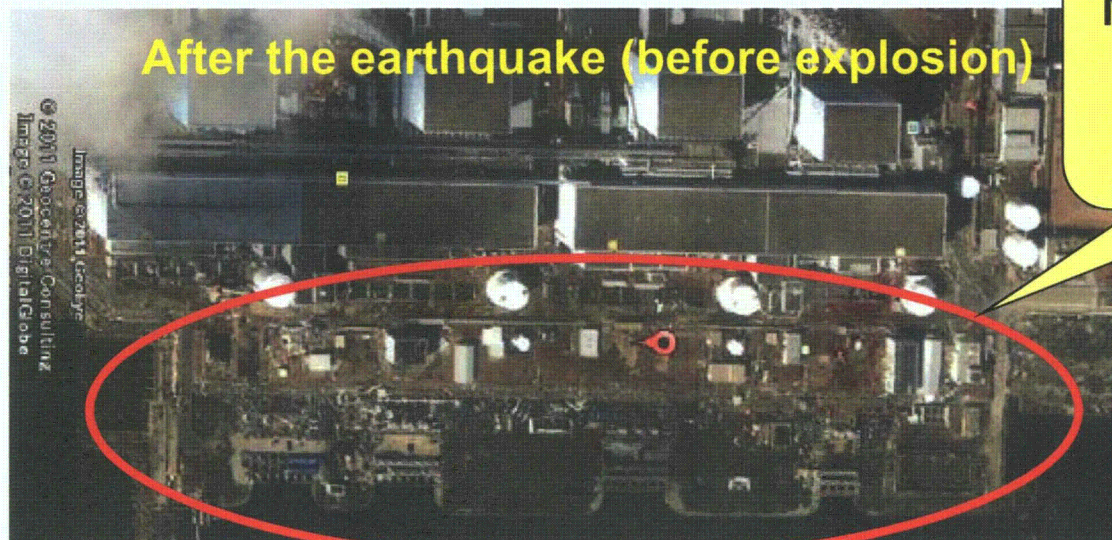 After the earthquake (before explosion)
© 2011 Geocentre Consulting
Image © 2011 DigitalGlobe
Image © 2011 GeoEye